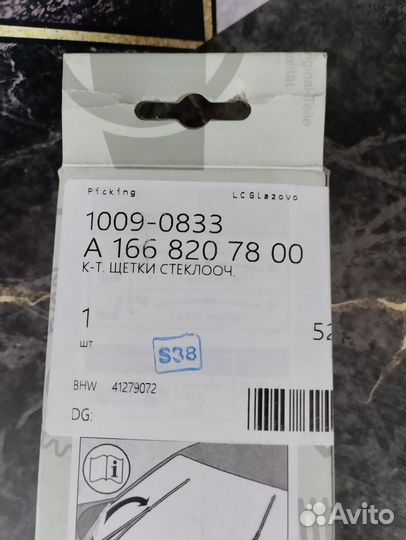 Picking LCGlazovo
1009-0833
A 166 820 78 00
К-Т. ЩЕТКИ СТЕКЛООЧ.
1 52
шт
S38
BHW 41279072
DG:
i
Avito